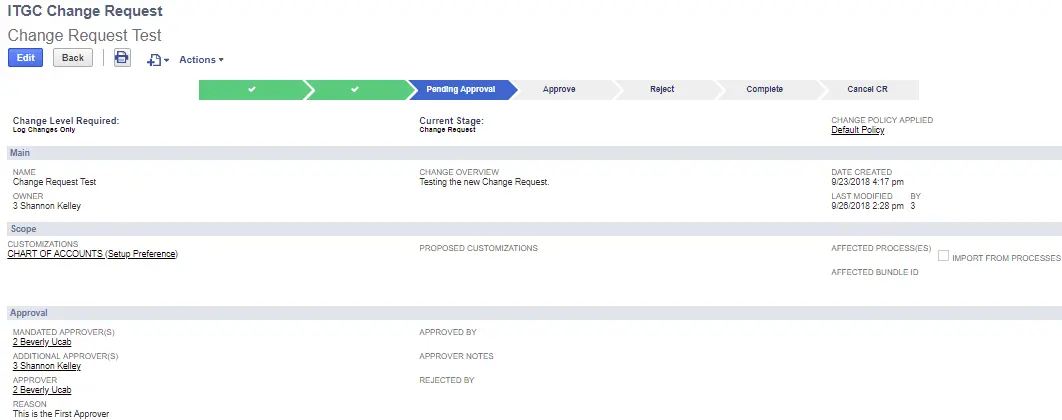 ITGC Change Request
Change Request Test
Edit Back Actions
Pending Approval Approve Reject Complete Cancel CR
Change Level Required: Current Stage: CHANGE POLICY APPLIED
Log Changes Only Change Request Default Policy
Main
NAME CHANGE OVERVIEW DATE CREATED
Change Request Test Testing the new Change Request. 9/23/2018 4:17 pm
OWNER LAST MODIFIED BY
3 Shannon Kelley 9/26/2018 2:28 pm 3
Scope
CUSTOMIZATIONS PROPOSED CUSTOMIZATIONS AFFECTED PROCESS(ES)
CHART OF ACCOUNTS (Setup Preference) IMPORT FROM PROCESSES
AFFECTED BUNDLE ID
Approval
MANDATED APPROVER(S) APPROVED BY
2 Beverly Ucab
ADDITIONAL APPROVER(S) APPROVER NOTES
3 Shannon Kelley
APPROVER REJECTED BY
2 Beverly Ucab
REASON
This is the First Approver